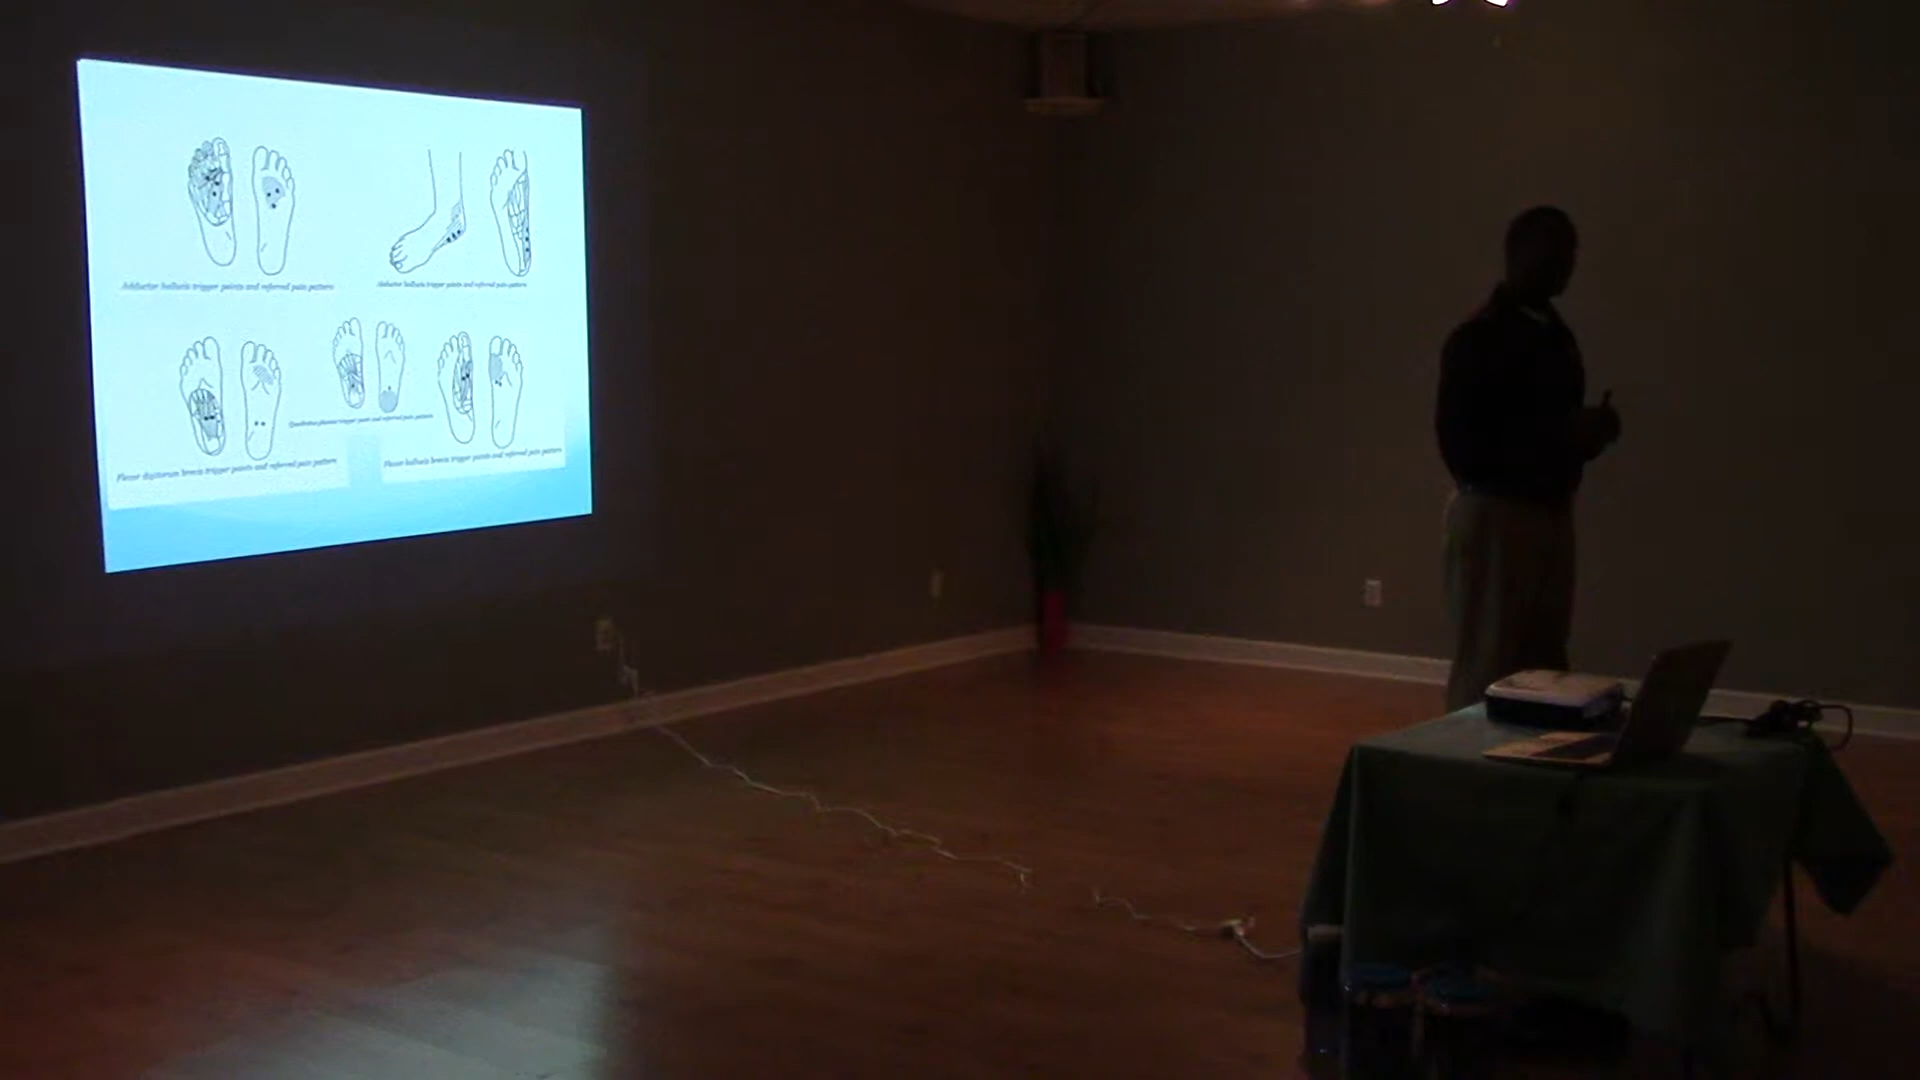 Adductor hallucis trigger points and referred pain pattern
Abductor hallucis trigger points and referred pain pattern
Quadratus plantae trigger point and referred pain pattern
Flexor digitorum brevis trigger points and referred pain pattern
Flexor hallucis brevis trigger points and referred pain pattern